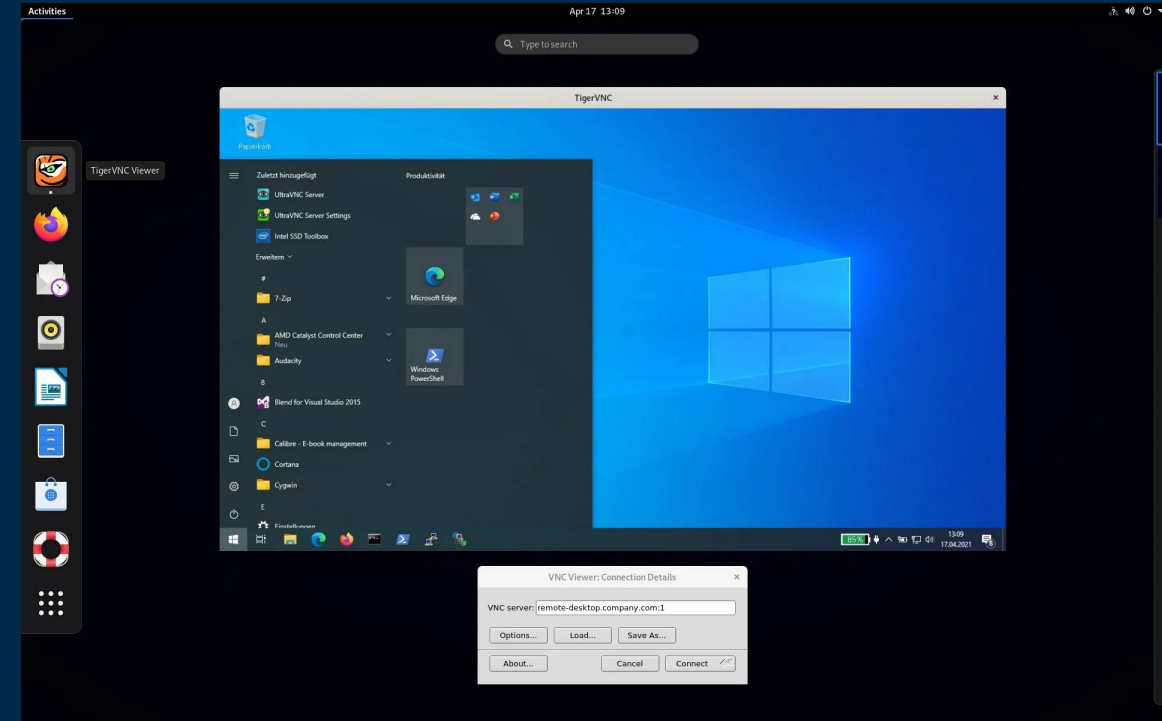 Activities
Apr 17 13:09
Type to search
TigerVNC
TigerVNC Viewer
Papierkorb
Zuletzt hinzugefügt
Produktivität
UltraVNC Server
UltraVNC Server Settings
Intel SSD Toolbox
Erweitern
#
7-Zip
Microsoft Edge
A
AMD Catalyst Control Center
Neu
Audacity
Windows
PowerShell
B
Blend for Visual Studio 2015
C
Calibre - E-book management
Cortana
Cygwin
E
Einstellungen
85%
13:09
17.04.2021
VNC Viewer: Connection Details
VNC server: remote-desktop.company.com:1
Options... Load... Save As...
About... Cancel Connect